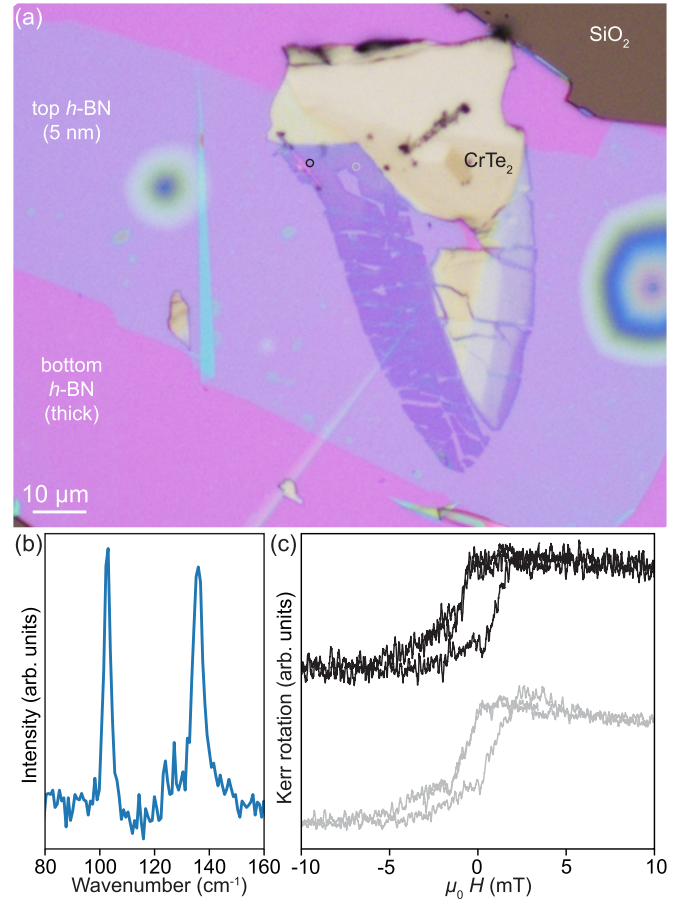 (a)
SiO₂
top h-BN
(5 nm)
CrTe₂
bottom
h-BN
(thick)
10 µm
(b)
Intensity (arb. units)
80
100
120
140
160
Wavenumber (cm⁻¹)
(c)
Kerr rotation (arb. units)
-10
-5
0
5
10
µ₀ H (mT)